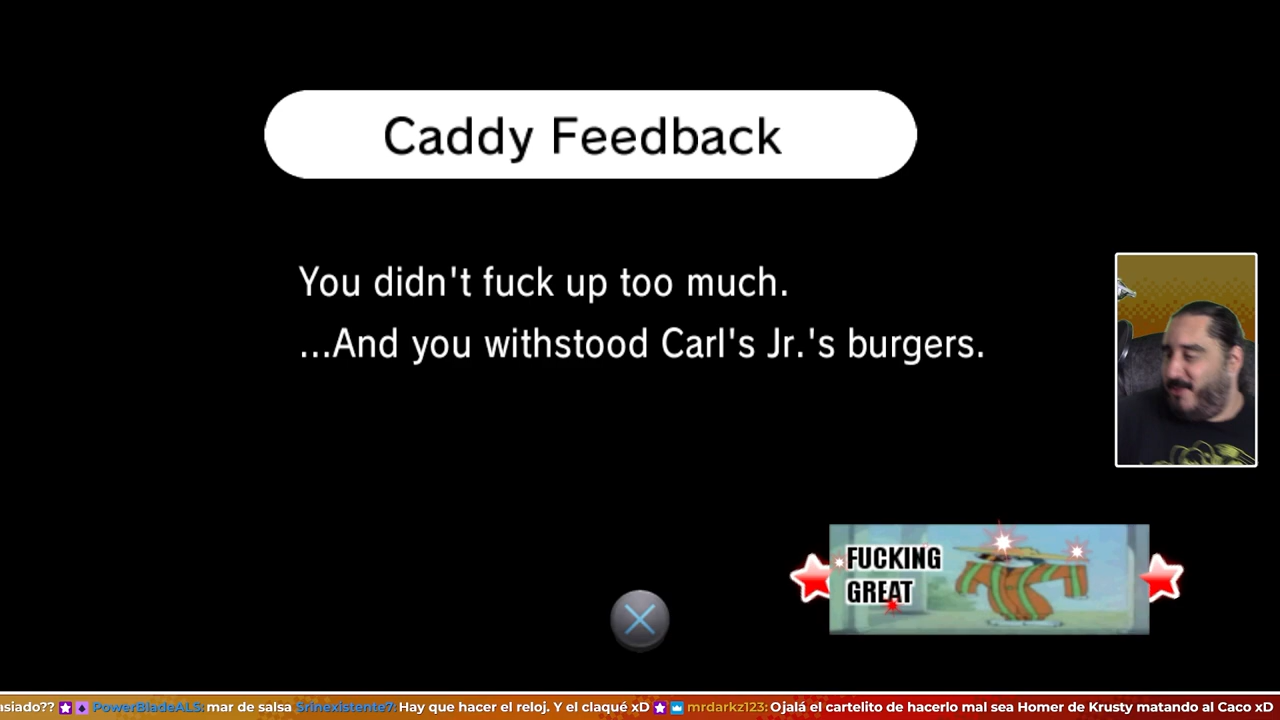 Caddy Feedback
You didn't fuck up too much.
...And you withstood Carl's Jr.'s burgers.
FUCKING
GREAT
asiado?? PowerBladeALS: mar de salsa Srinexistente7: Hay que hacer el reloj. Y el claqué xD mrdarkz123: Ojalá el cartelito de hacerlo mal sea Homer de Krusty matando al Caco xD